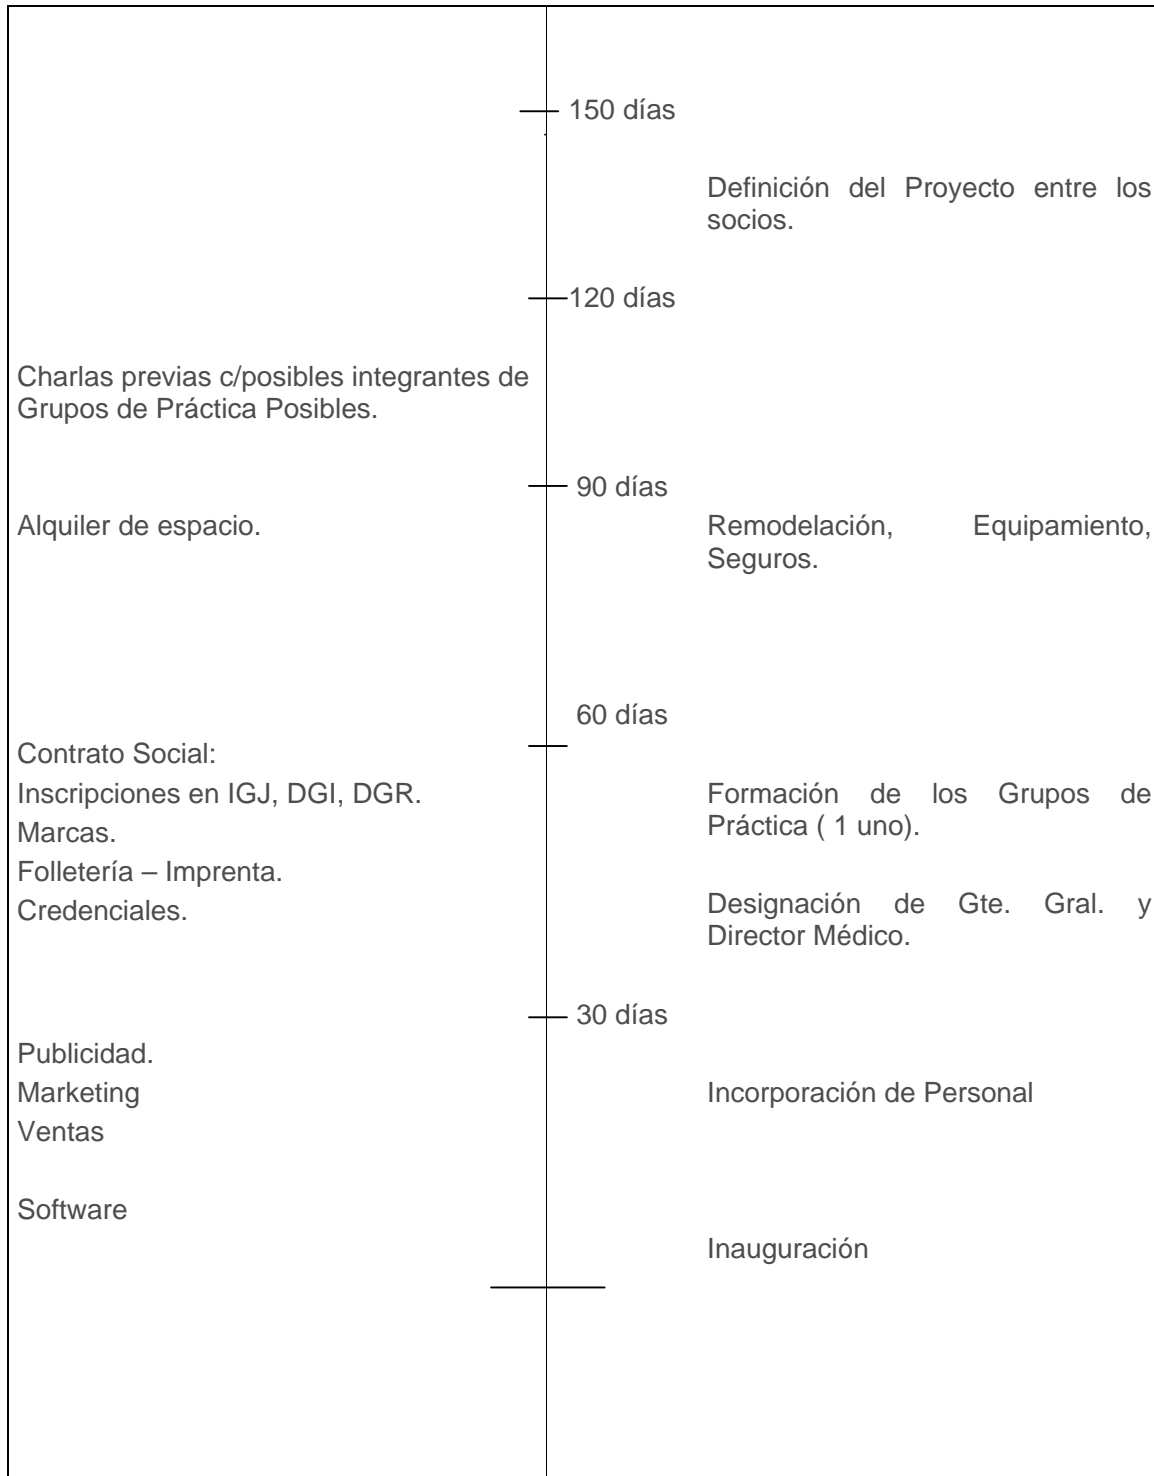 150 días
Definición del Proyecto entre los
socios.
120 días
Charlas previas c/posibles integrantes de
Grupos de Práctica Posibles.
90 días
Alquiler de espacio.
Remodelación, Equipamiento,
Seguros.
60 días
Contrato Social:
Inscripciones en IGJ, DGI, DGR.
Marcas.
Folletería – Imprenta.
Credenciales.
Formación de los Grupos de
Práctica ( 1 uno).
Designación de Gte. Gral. y
Director Médico.
30 días
Publicidad.
Marketing
Ventas
Software
Incorporación de Personal
Inauguración